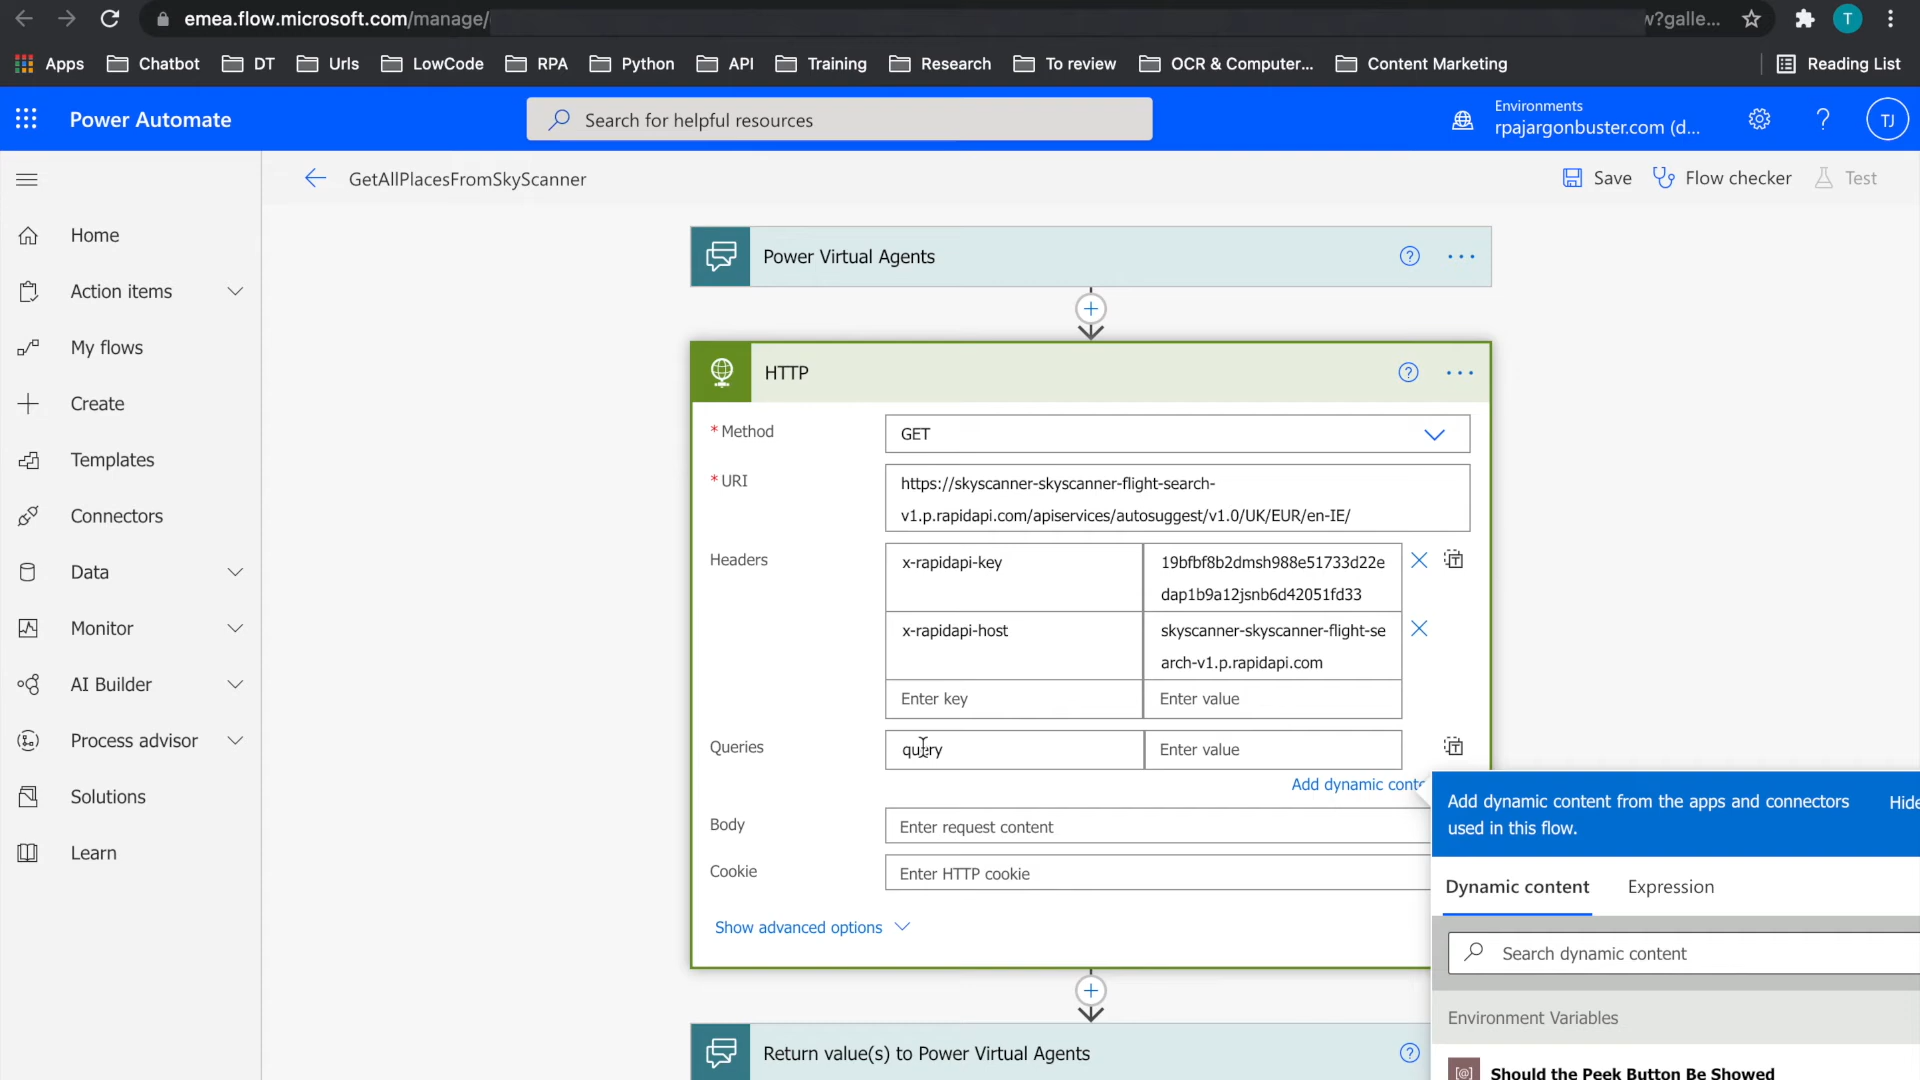 emea.flow.microsoft.com/manage/ v?galle... T
Apps Chatbot DT Urls LowCode RPA Python API Training Research To review OCR & Computer... Content Marketing Reading List
Power Automate Search for helpful resources Environments
rpajargonbuster.com (d... ? TJ
GetAllPlacesFromSkyScanner Save Flow checker Test
Home
Action items
My flows
Create
Templates
Connectors
Data
Monitor
AI Builder
Process advisor
Solutions
Learn
Power Virtual Agents ? ...
HTTP ? ...
* Method GET
* URI https://skyscanner-skyscanner-flight-search-
v1.p.rapidapi.com/apiservices/autosuggest/v1.0/UK/EUR/en-IE/
Headers x-rapidapi-key 19bfbf8b2dmsh988e51733d22e
dap1b9a12jsnb6d42051fd33
x-rapidapi-host skyscanner-skyscanner-flight-se
arch-v1.p.rapidapi.com
Enter key Enter value
Queries query Enter value
Add dynamic conte
Body Enter request content
Cookie Enter HTTP cookie
Show advanced options
Return value(s) to Power Virtual Agents ?
Add dynamic content from the apps and connectors
used in this flow. Hide
Dynamic content Expression
Search dynamic content
Environment Variables
[@] Should the Peek Button Be Showed